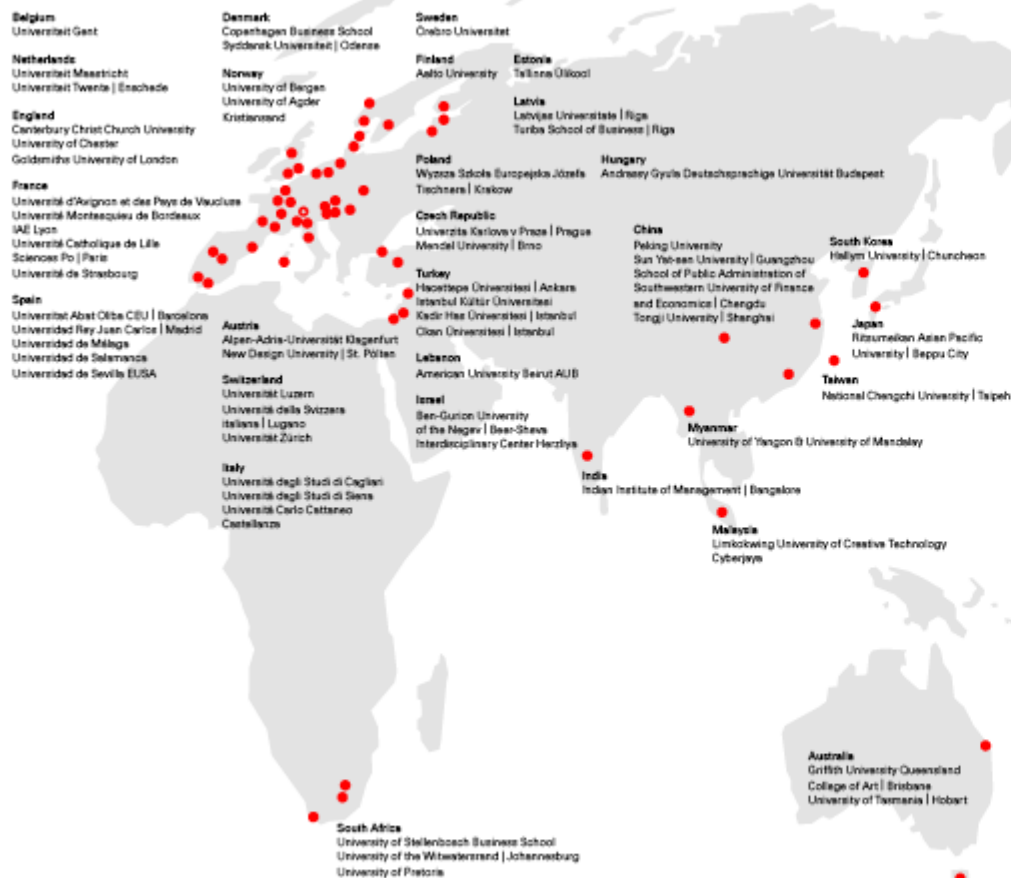 Belgium
Universiteit Gent
Netherlands
Universiteit Maastricht
Universiteit Twente | Enschede
England
Canterbury Christ Church University
University of Chester
Goldsmiths University of London
France
Université d'Avignon et des Pays de Vaucluse
Université Montesquieu de Bordeaux
IAE Lyon
Université Catholique de Lille
Sciences Po | Paris
Université de Strasbourg
Spain
Universitat Abat Oliba CEU | Barcelona
Universidad Rey Juan Carlos | Madrid
Universidad de Málaga
Universidad de Salamanca
Universidad de Sevilla EUSA
Denmark
Copenhagen Business School
Syddansk Universitet | Odense
Norway
University of Bergen
University of Agder
Kristiansand
Austria
Alpen-Adria-Universität Klagenfurt
New Design University | St. Pölten
Switzerland
Universität Luzern
Università della Svizzera
italiana | Lugano
Universität Zürich
Italy
Università degli Studi di Cagliari
Università degli Studi di Siena
Università Carlo Cattaneo
Castellanza
Sweden
Örebro Universitet
Finland
Aalto University
Estonia
Tallinna Ülikool
Latvia
Latvijas Universitate | Riga
Turiba School of Business | Riga
Poland
Wyzsza Szkoła Europejska Józefa
Tischnera | Krakow
Hungary
Andrassy Gyula Deutschsprachige Universität Budapest
Czech Republic
Univerzita Karlova v Praze | Prague
Mendel University | Brno
Turkey
Hacettepe Üniversitesi | Ankara
Istanbul Kültür Üniversitesi
Kadir Has Üniversitesi | Istanbul
Okan Üniversitesi | Istanbul
Lebanon
American University Beirut AUB
Israel
Ben-Gurion University
of the Negev | Beer-Sheva
Interdisciplinary Center Herzliya
China
Peking University
Sun Yat-sen University | Guangzhou
School of Public Administration of
Southwestern University of Finance
and Economics | Chengdu
Tongji University | Shanghai
South Korea
Hallym University | Chuncheon
Japan
Ritsumeikan Asian Pacific
University | Beppu City
Taiwan
National Chengchi University | Taipeh
Myanmar
University of Yangon & University of Mandalay
India
Indian Institute of Management | Bangalore
Malaysia
Limkokwing University of Creative Technology
Cyberjaya
Australia
Griffith University Queensland
College of Art | Brisbane
University of Tasmania | Hobart
South Africa
University of Stellenbosch Business School
University of the Witwatersrand | Johannesburg
University of Pretoria